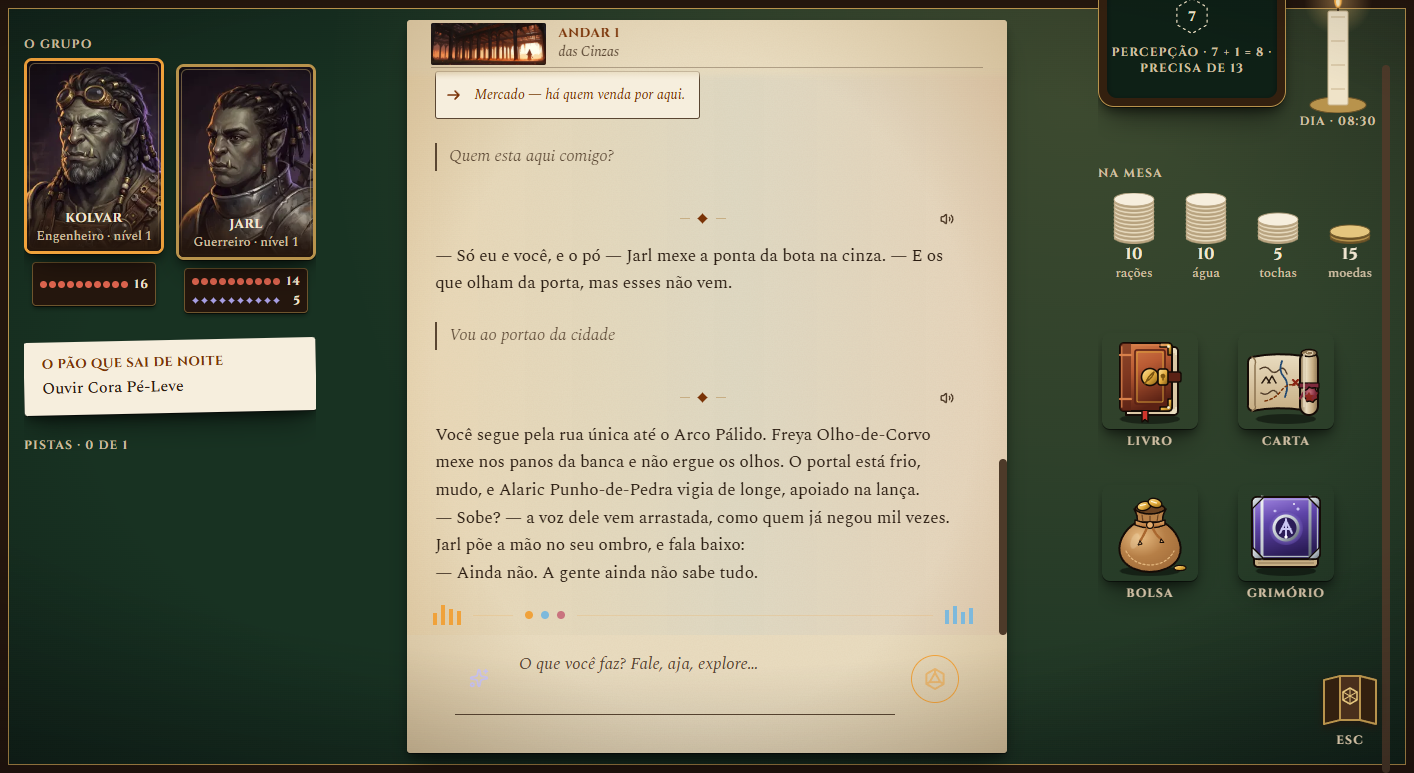 O GRUPO
KOLVAR
Engenheiro · nível 1
16
JARL
Guerreiro · nível 1
14
5
O PÃO QUE SAI DE NOITE
Ouvir Cora Pé-Leve
PISTAS · 0 DE 1
ANDAR 1
das Cinzas
→ Mercado — há quem venda por aqui.
Quem esta aqui comigo?
— Só eu e você, e o pó — Jarl mexe a ponta da bota na cinza. — E os
que olham da porta, mas esses não vem.
Vou ao portao da cidade
Você segue pela rua única até o Arco Pálido. Freya Olho-de-Corvo
mexe nos panos da banca e não ergue os olhos. O portal está frio,
mudo, e Alaric Punho-de-Pedra vigia de longe, apoiado na lança.
— Sobe? — a voz dele vem arrastada, como quem já negou mil vezes.
Jarl põe a mão no seu ombro, e fala baixo:
— Ainda não. A gente ainda não sabe tudo.
O que você faz? Fale, aja, explore…
7
PERCEPÇÃO · 7 + 1 = 8 ·
PRECISA DE 13
DIA · 08:30
NA MESA
10
rações
10
água
5
tochas
15
moedas
LIVRO
CARTA
BOLSA
GRIMÓRIO
ESC